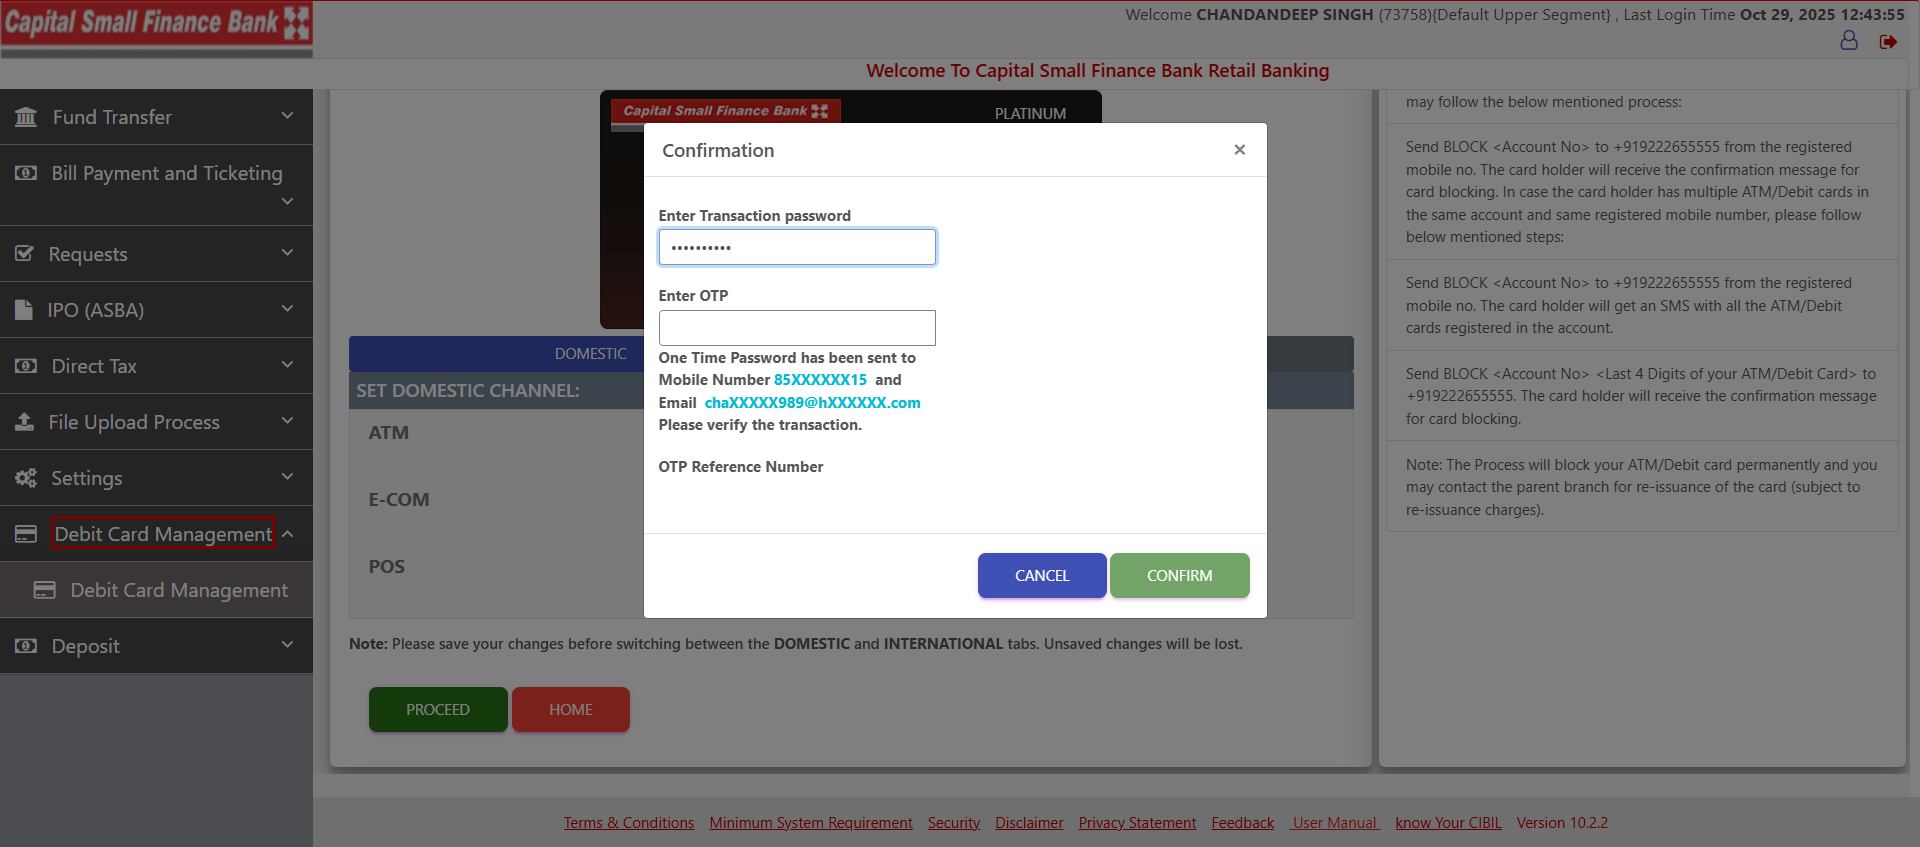 Capital Small Finance Bank
Welcome CHANDANDEEP SINGH (73758){Default Upper Segment} , Last Login Time Oct 29, 2025 12:43:55
Welcome To Capital Small Finance Bank Retail Banking
Fund Transfer
Bill Payment and Ticketing
Requests
IPO (ASBA)
Direct Tax
File Upload Process
Settings
Debit Card Management
Debit Card Management
Deposit
Capital Small Finance Bank
PLATINUM
DOMESTIC
SET DOMESTIC CHANNEL:
ATM
E-COM
POS
Confirmation
×
Enter Transaction password
••••••••••
Enter OTP
One Time Password has been sent to
Mobile Number 85XXXXXX15 and
Email chaXXXXX989@hXXXXXX.com
Please verify the transaction.
OTP Reference Number
CANCEL
CONFIRM
Note: Please save your changes before switching between the DOMESTIC and INTERNATIONAL tabs. Unsaved changes will be lost.
PROCEED
HOME
may follow the below mentioned process:
Send BLOCK <Account No> to +919222655555 from the registered
mobile no. The card holder will receive the confirmation message for
card blocking. In case the card holder has multiple ATM/Debit cards in
the same account and same registered mobile number, please follow
below mentioned steps:
Send BLOCK <Account No> to +919222655555 from the registered
mobile no. The card holder will get an SMS with all the ATM/Debit
cards registered in the account.
Send BLOCK <Account No> <Last 4 Digits of your ATM/Debit Card> to
+919222655555. The card holder will receive the confirmation message
for card blocking.
Note: The Process will block your ATM/Debit card permanently and you
may contact the parent branch for re-issuance of the card (subject to
re-issuance charges).
Terms & Conditions Minimum System Requirement Security Disclaimer Privacy Statement Feedback User Manual know Your CIBIL Version 10.2.2